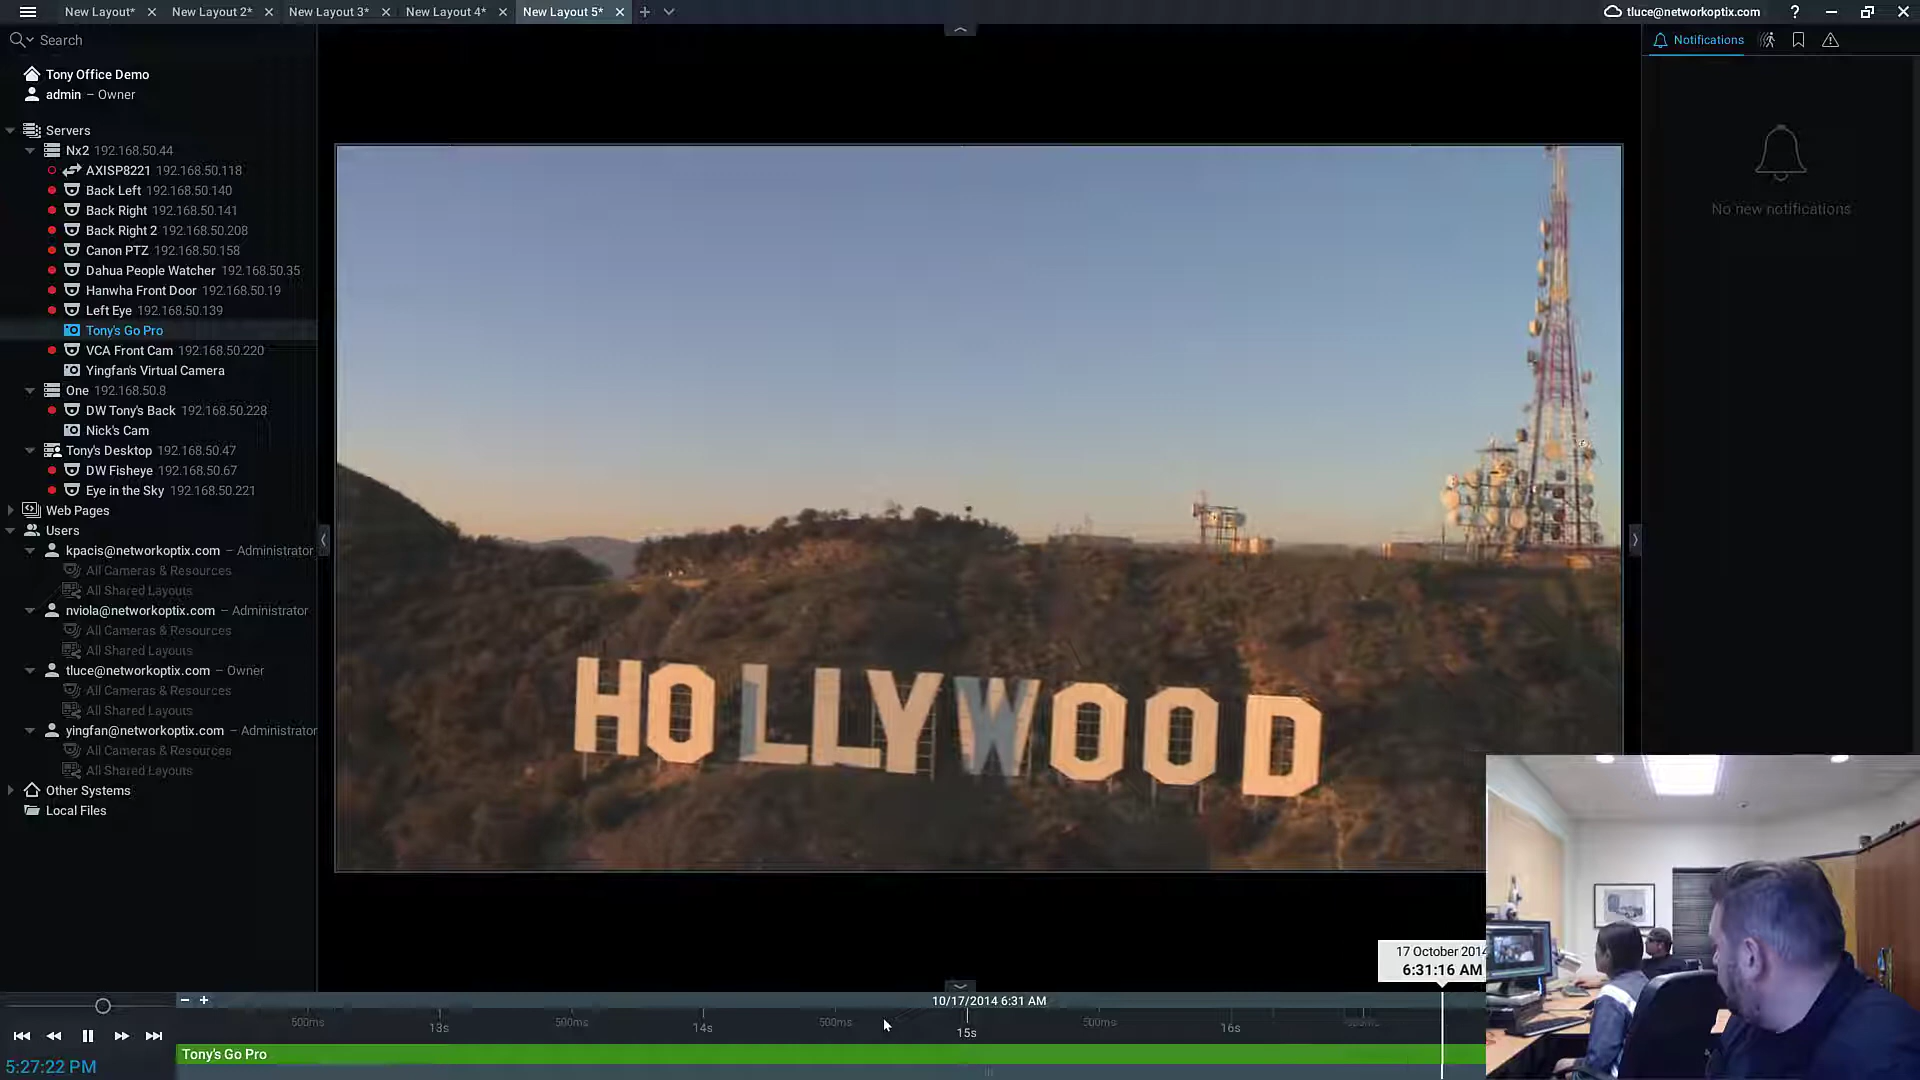 New Layout* New Layout 2* New Layout 3* New Layout 4* New Layout 5* tluce@networkoptix.com ?
Search
Notifications
No new notifications
Tony Office Demo
admin – Owner
Servers
Nx2 192.168.50.44
AXISP8221 192.168.50.118
Back Left 192.168.50.140
Back Right 192.168.50.141
Back Right 2 192.168.50.208
Canon PTZ 192.168.50.158
Dahua People Watcher 192.168.50.35
Hanwha Front Door 192.168.50.19
Left Eye 192.168.50.139
Tony's Go Pro
VCA Front Cam 192.168.50.220
Yingfan's Virtual Camera
One 192.168.50.8
DW Tony's Back 192.168.50.228
Nick's Cam
Tony's Desktop 192.168.50.47
DW Fisheye 192.168.50.67
Eye in the Sky 192.168.50.221
Web Pages
Users
kpacis@networkoptix.com – Administrator
All Cameras & Resources
All Shared Layouts
nviola@networkoptix.com – Administrator
All Cameras & Resources
All Shared Layouts
tluce@networkoptix.com – Owner
All Cameras & Resources
All Shared Layouts
yingfan@networkoptix.com – Administrator
All Cameras & Resources
All Shared Layouts
Other Systems
Local Files
HOLLYWOOD
17 October 2014
6:31:16 AM
10/17/2014 6:31 AM
500ms 13s 500ms 14s 500ms 15s 500ms 16s
Tony's Go Pro
5:27:22 PM